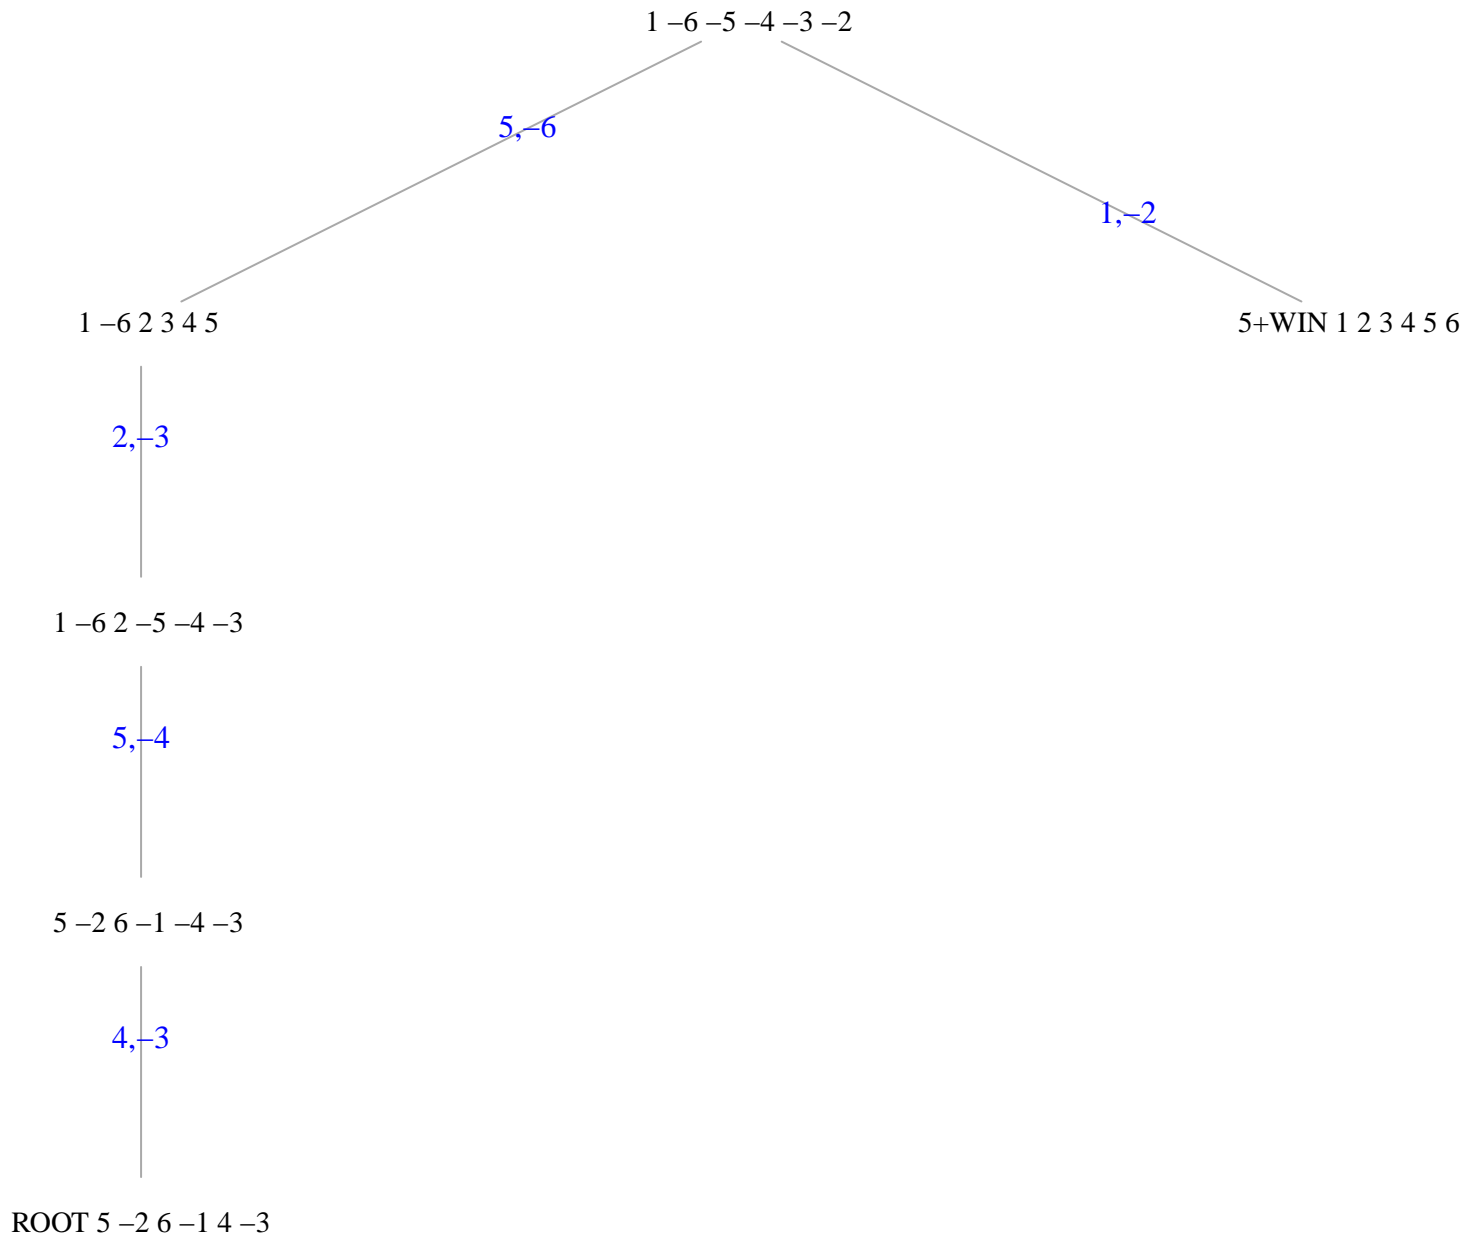 1 –6 –5 –4 –3 –2
5,–6
1,–2
1 –6 2 3 4 5
5+WIN 1 2 3 4 5 6
2,–3
1 –6 2 –5 –4 –3
5,–4
5 –2 6 –1 –4 –3
4,–3
ROOT 5 –2 6 –1 4 –3